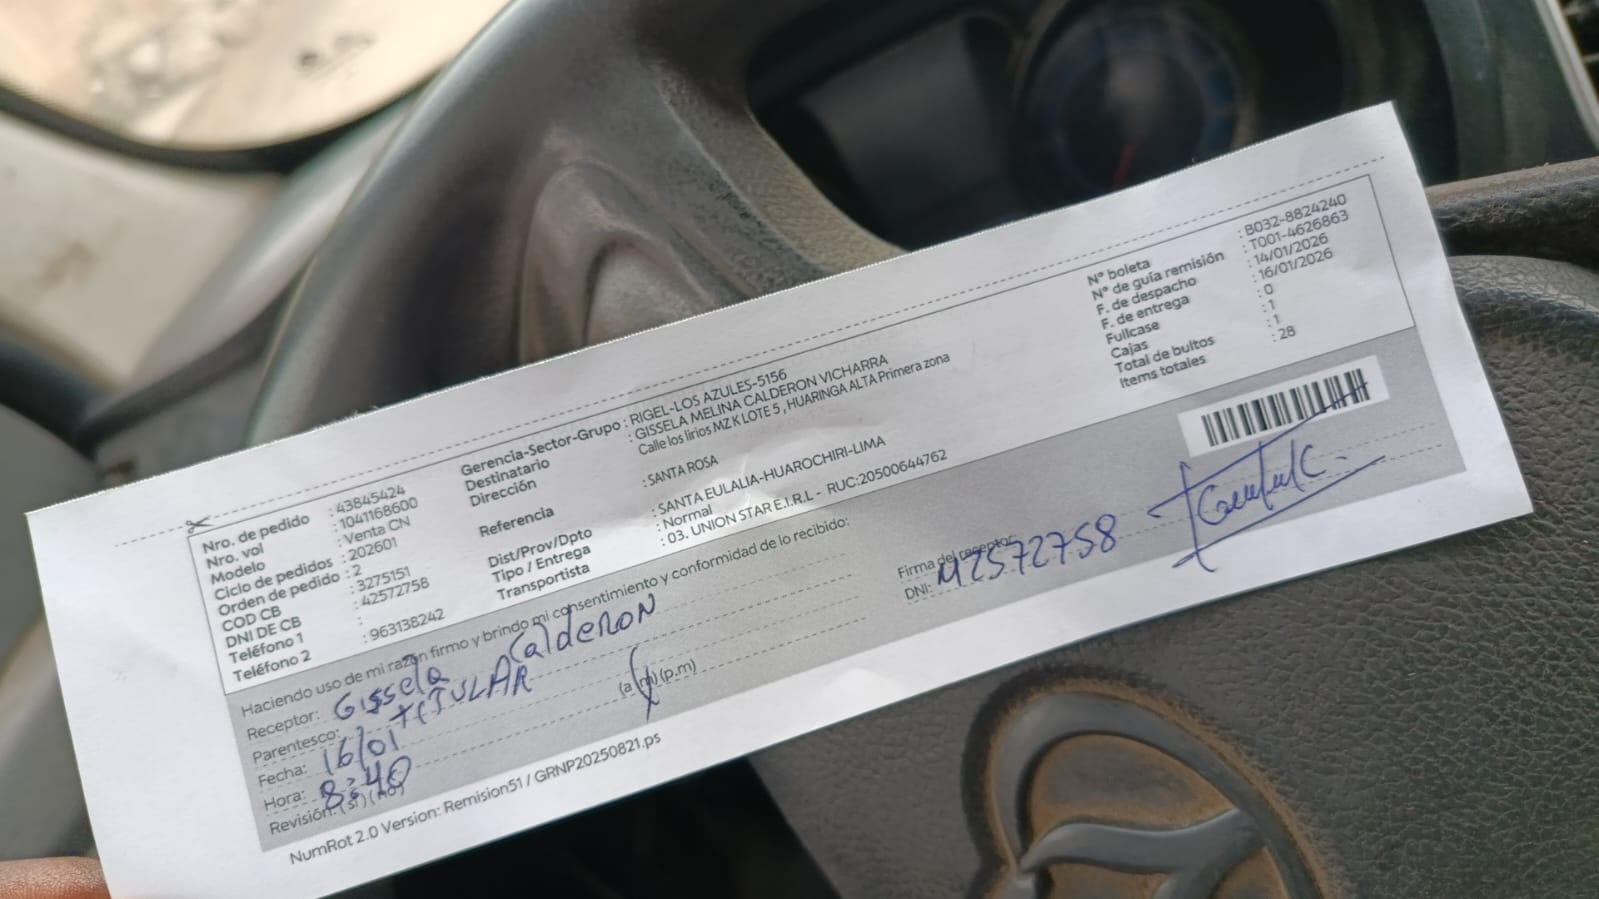 Nro. de pedido : 43845424
Nro. vol : 1041168600
Modelo : Venta CN
Ciclo de pedidos : 202601
Orden de pedido : 2
COD CB : 3275151
DNI DE CB : 42572758
Teléfono 1 :
Teléfono 2 : 963138242
Gerencia-Sector-Grupo : RIGEL-LOS AZULES-5156
Destinatario : GISSELA MELINA CALDERON VICHARRA
Dirección Calle los lirios MZ K LOTE 5 , HUARINGA ALTA Primera zona
Referencia : SANTA ROSA
Dist/Prov/Dpto : SANTA EULALIA-HUAROCHIRI-LIMA
Tipo / Entrega : Normal
Transportista : 03. UNION STAR E.I.R.L - RUC:20500644762
N° boleta : B032-8824240
N° de guía remisión : T001-4626863
F. de despacho : 14/01/2026
F. de entrega : 16/01/2026
Fullcase : 0
Cajas : 1
Total de bultos : 1
Items totales : 28
Haciendo uso de mi razón firmo y brindo mi consentimiento y conformidad de lo recibido:
Receptor: Gissela Calderon
Parentesco: TITULAR
Fecha: 16/01
Hora: 8:40 (a.m) (p.m)
Revisión: (si) (no)
Firma del receptor
DNI: 42572758
NumRot 2.0 Version: Remision51 / GRNP20250821.ps